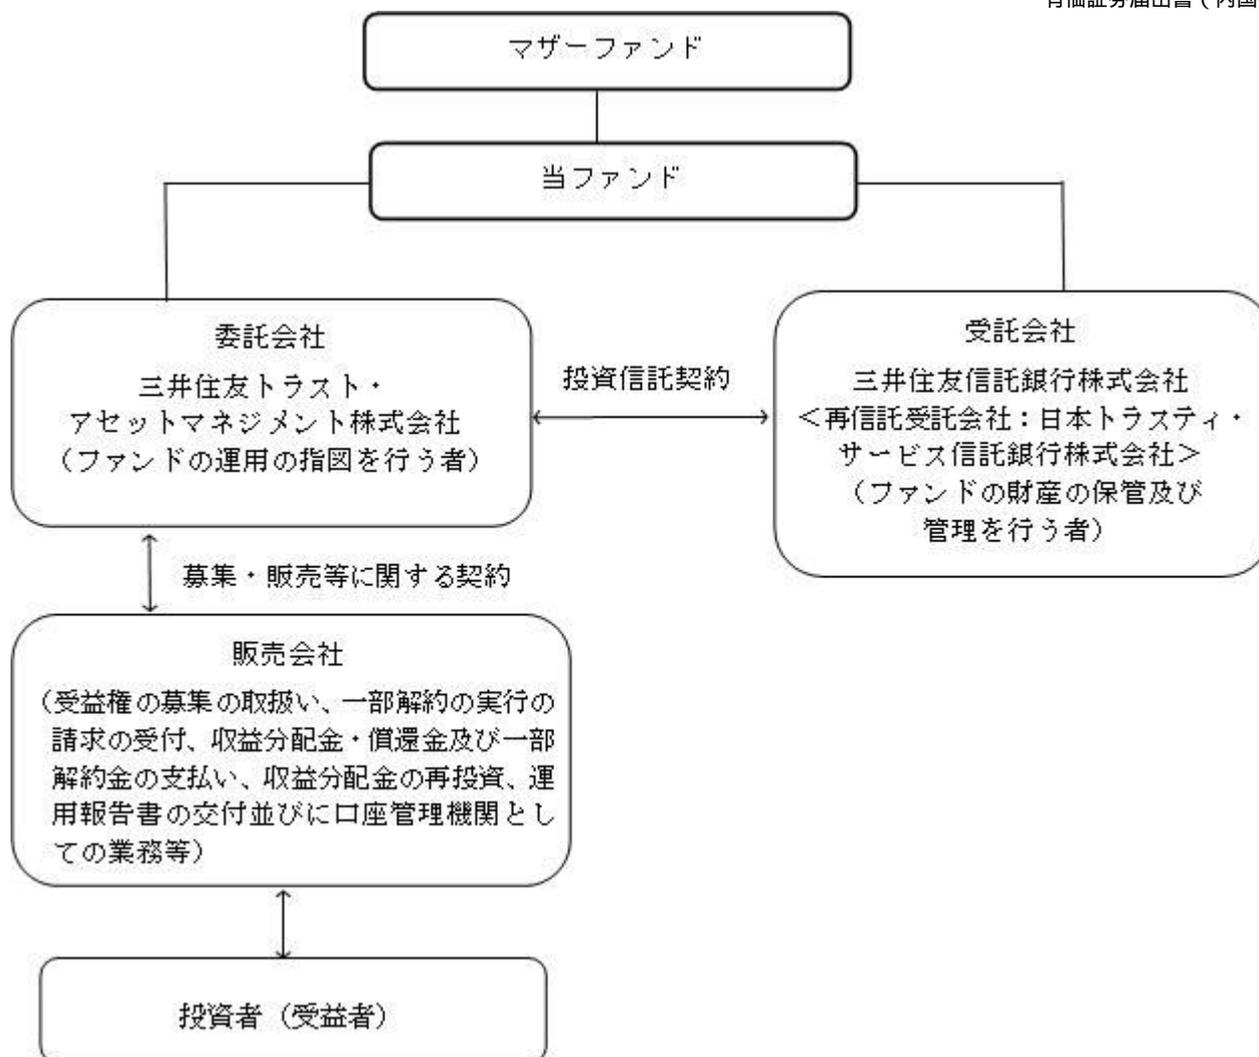 有価証券届出書（内国
マザーファンド
当ファンド
委託会社
三井住友トラスト・
アセットマネジメント株式会社
（ファンドの運用の指図を行う者）
投資信託契約
受託会社
三井住友信託銀行株式会社
＜再信託受託会社：日本トラスティ・
サービス信託銀行株式会社＞
（ファンドの財産の保管及び
管理を行う者）
募集・販売等に関する契約
販売会社
（受益権の募集の取扱い、一部解約の実行の
請求の受付、収益分配金・償還金及び一部
解約金の支払い、収益分配金の再投資、運
用報告書の交付並びに口座管理機関とし
ての業務等）
投資者（受益者）